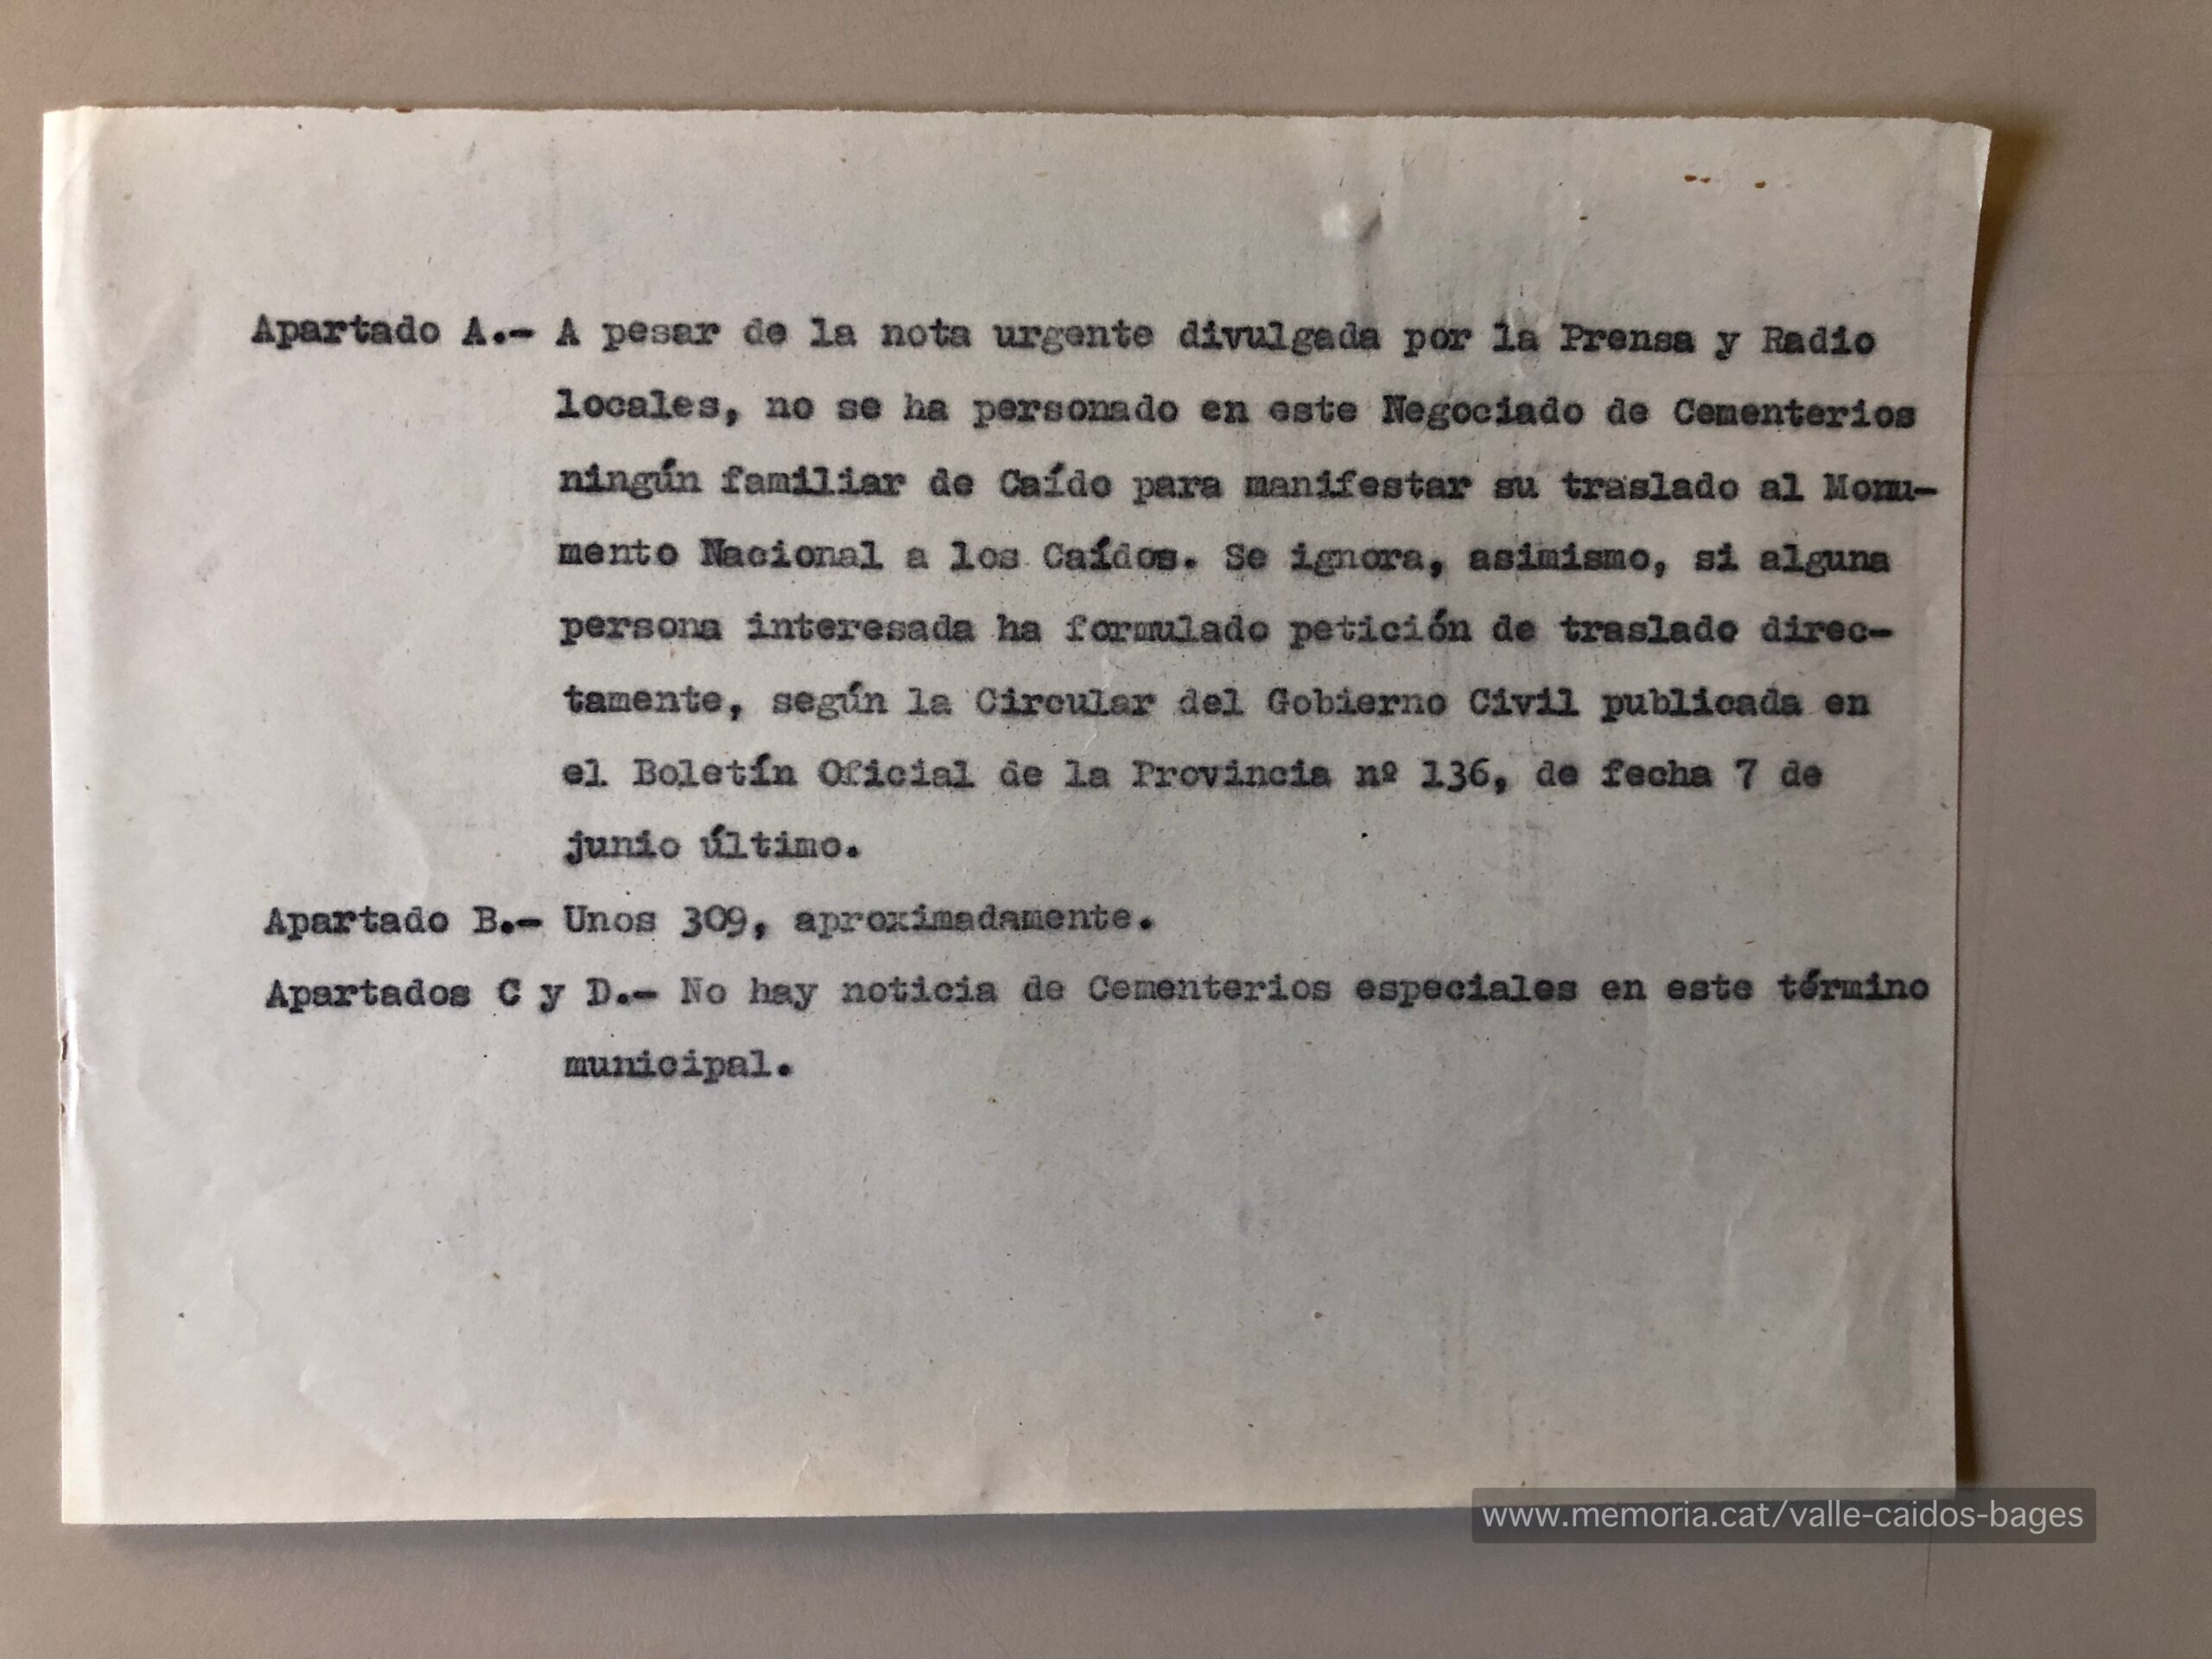 Apartado A.- A pesar de la nota urgente divulgada por la Prensa y Radio
locales, no se ha personado en este Negociado de Cementerios
ningún familiar de Caído para manifestar su traslado al Monu-
mento Nacional a los Caídos. Se ignora, asimismo, si alguna
persona interesada ha formulado petición de traslado direc-
tamente, según la Circular del Gobierno Civil publicada en
el Boletín Oficial de la Provincia nº 136, de fecha 7 de
junio último.
Apartado B.- Unos 309, aproximadamente.
Apartados C y D.- No hay noticia de Cementerios especiales en este término
municipal.
www.memoria.cat/valle-caidos-bages